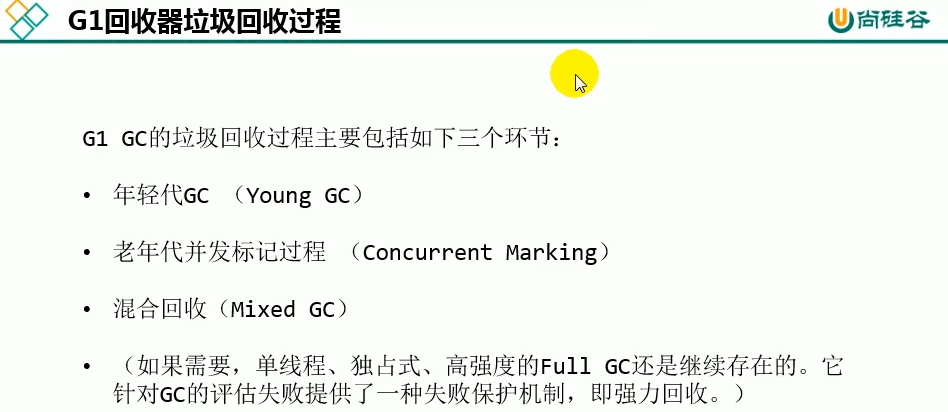 G1回收器垃圾回收过程
尚硅谷
G1 GC的垃圾回收过程主要包括如下三个环节：
• 年轻代GC （Young GC）
• 老年代并发标记过程 （Concurrent Marking）
• 混合回收（Mixed GC）
• （如果需要，单线程、独占式、高强度的Full GC还是继续存在的。它
针对GC的评估失败提供了一种失败保护机制，即强力回收。）